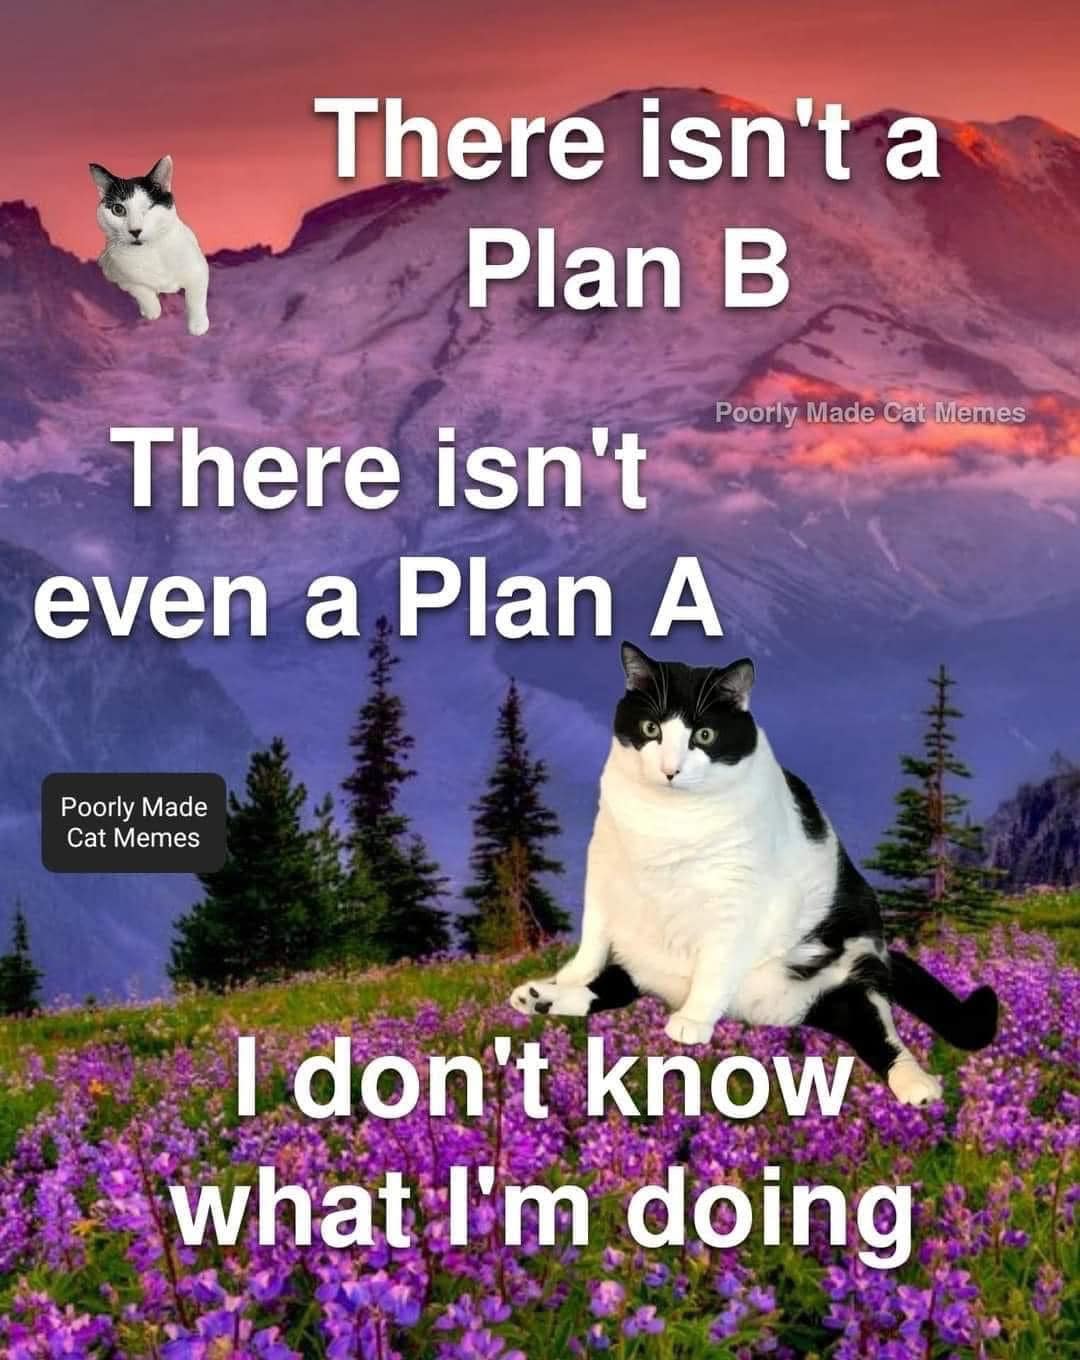 There isn't a
Plan B
Poorly Made Cat Memes
There isn't
even a Plan A
Poorly Made
Cat Memes
I don't know
what I'm doing